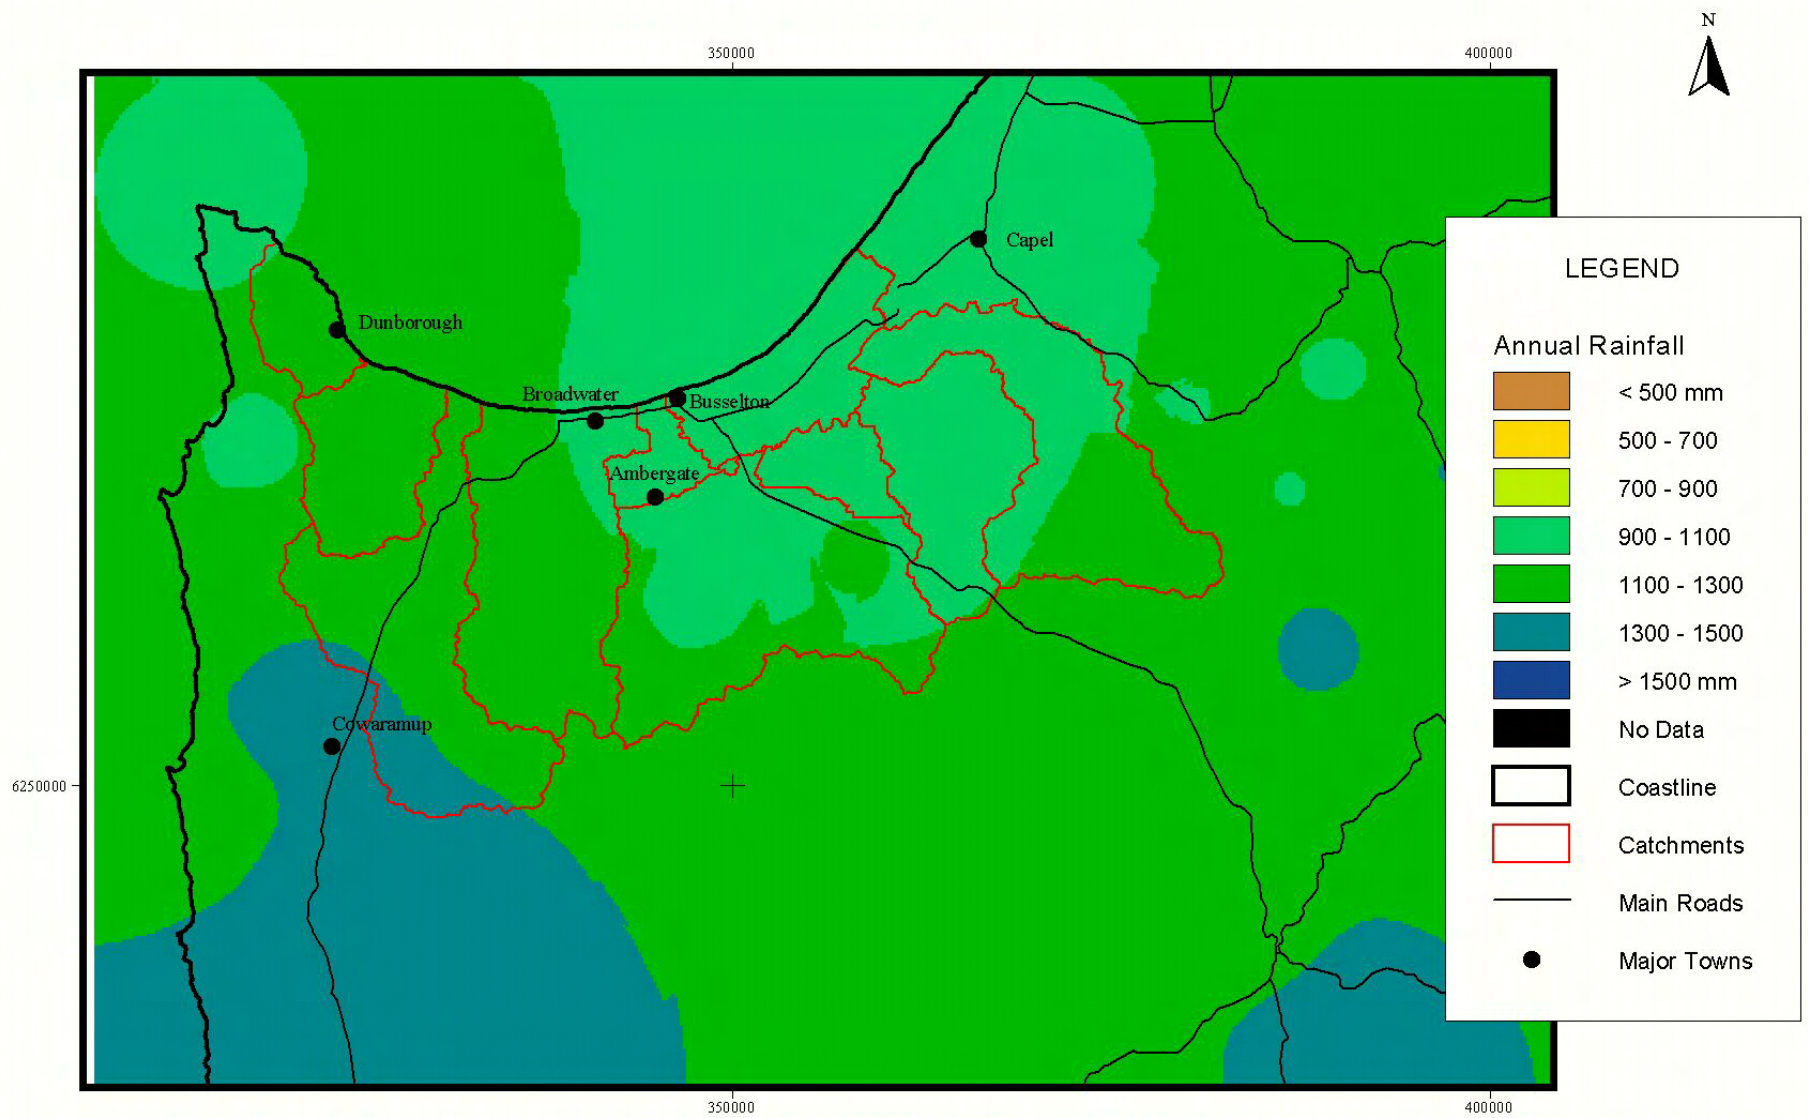 N
350000
400000
Capel
Dunborough
Broadwater
Busselton
Ambergate
Cowaramup
6250000
350000
400000
LEGEND
Annual Rainfall
< 500 mm
500 - 700
700 - 900
900 - 1100
1100 - 1300
1300 - 1500
> 1500 mm
No Data
Coastline
Catchments
Main Roads
Major Towns